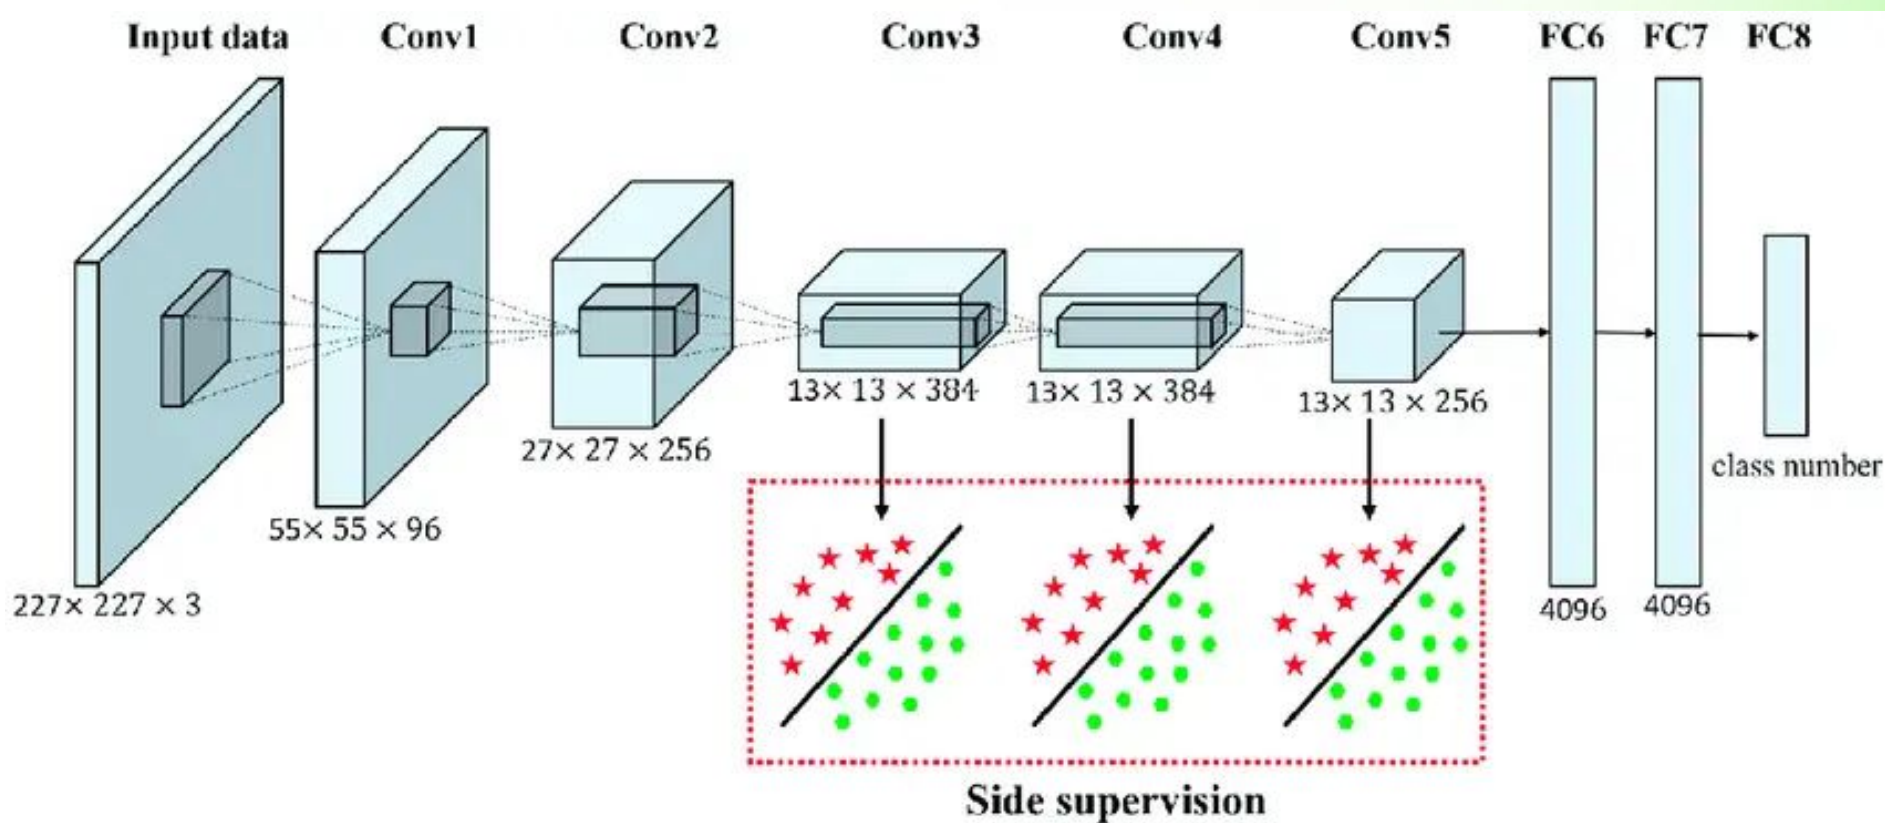 Input data
Conv1
Conv2
Conv3
Conv4
Conv5
FC6
FC7
FC8
227× 227 × 3
55× 55 × 96
27× 27 × 256
13× 13 × 384
13× 13 × 384
13× 13 × 256
4096
4096
class number
Side supervision